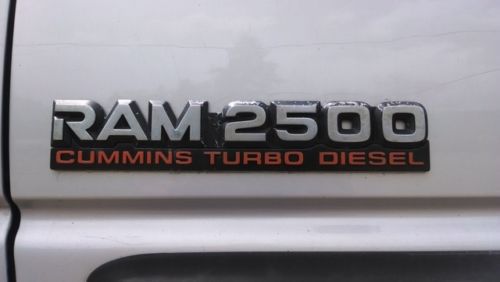 RAM 2500
CUMMINS TURBO DIESEL